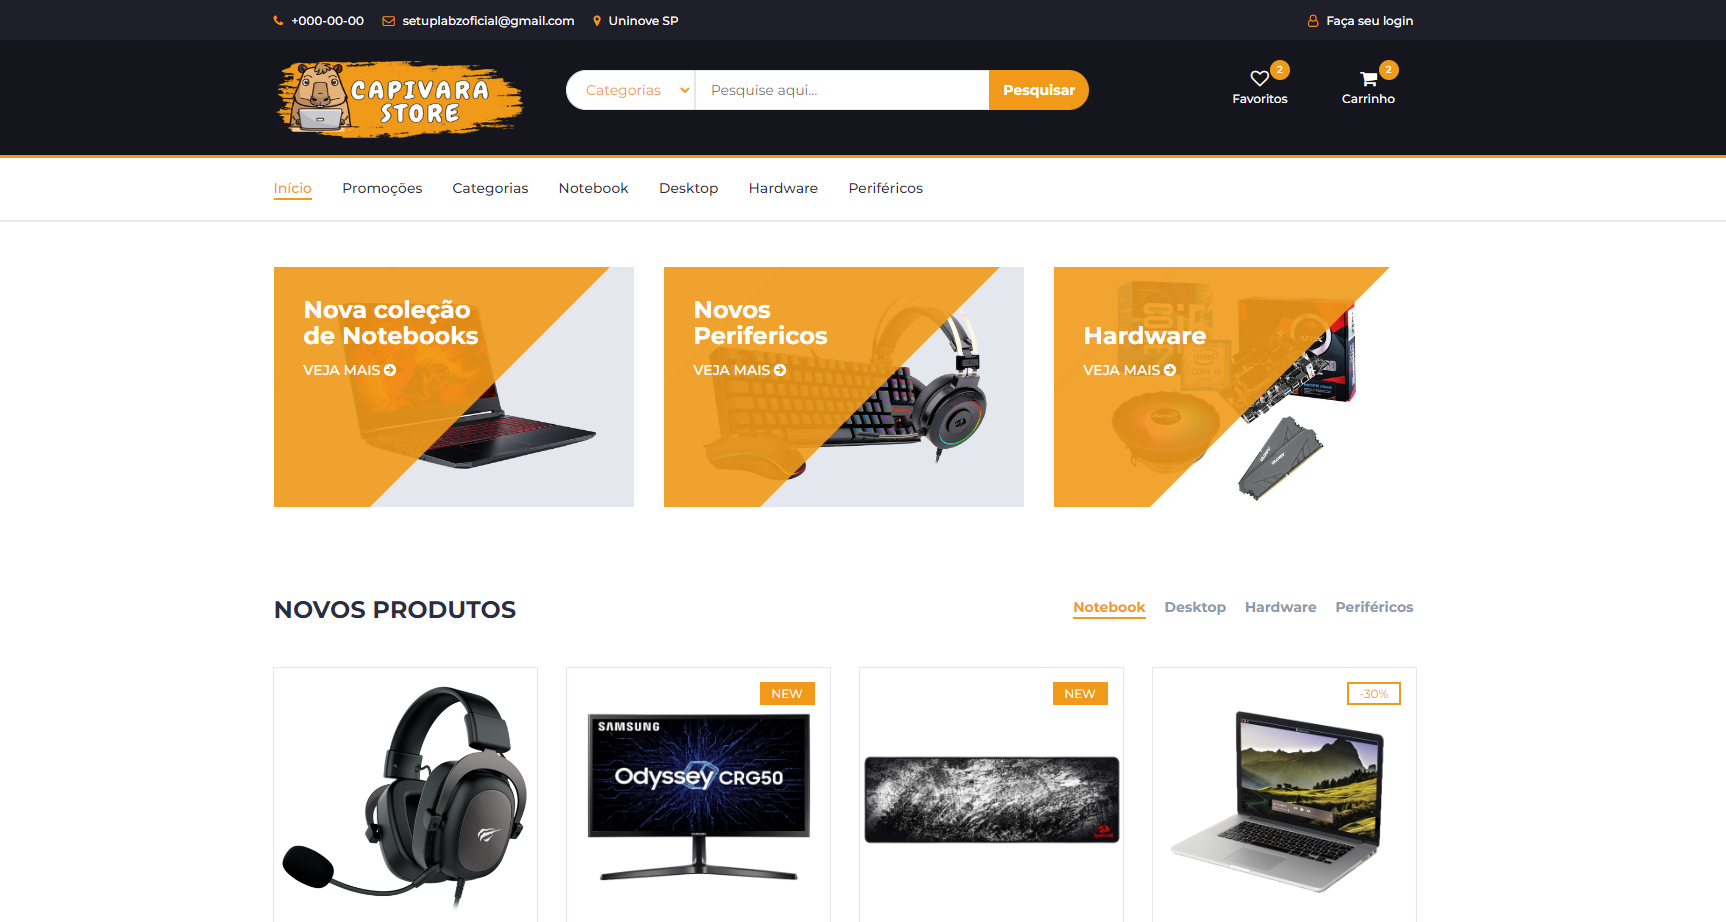 +000-00-00 setuplabzoficial@gmail.com Uninove SP Faça seu login
CAPIVARA
STORE
Categorias Pesquise aqui... Pesquisar
2
Favoritos
2
Carrinho
Início Promoções Categorias Notebook Desktop Hardware Periféricos
Nova coleção
de Notebooks
VEJA MAIS
Novos
Perifericos
VEJA MAIS
Hardware
VEJA MAIS
NOVOS PRODUTOS
Notebook Desktop Hardware Periféricos
NEW
SAMSUNG
Odyssey CRG50
NEW
-30%